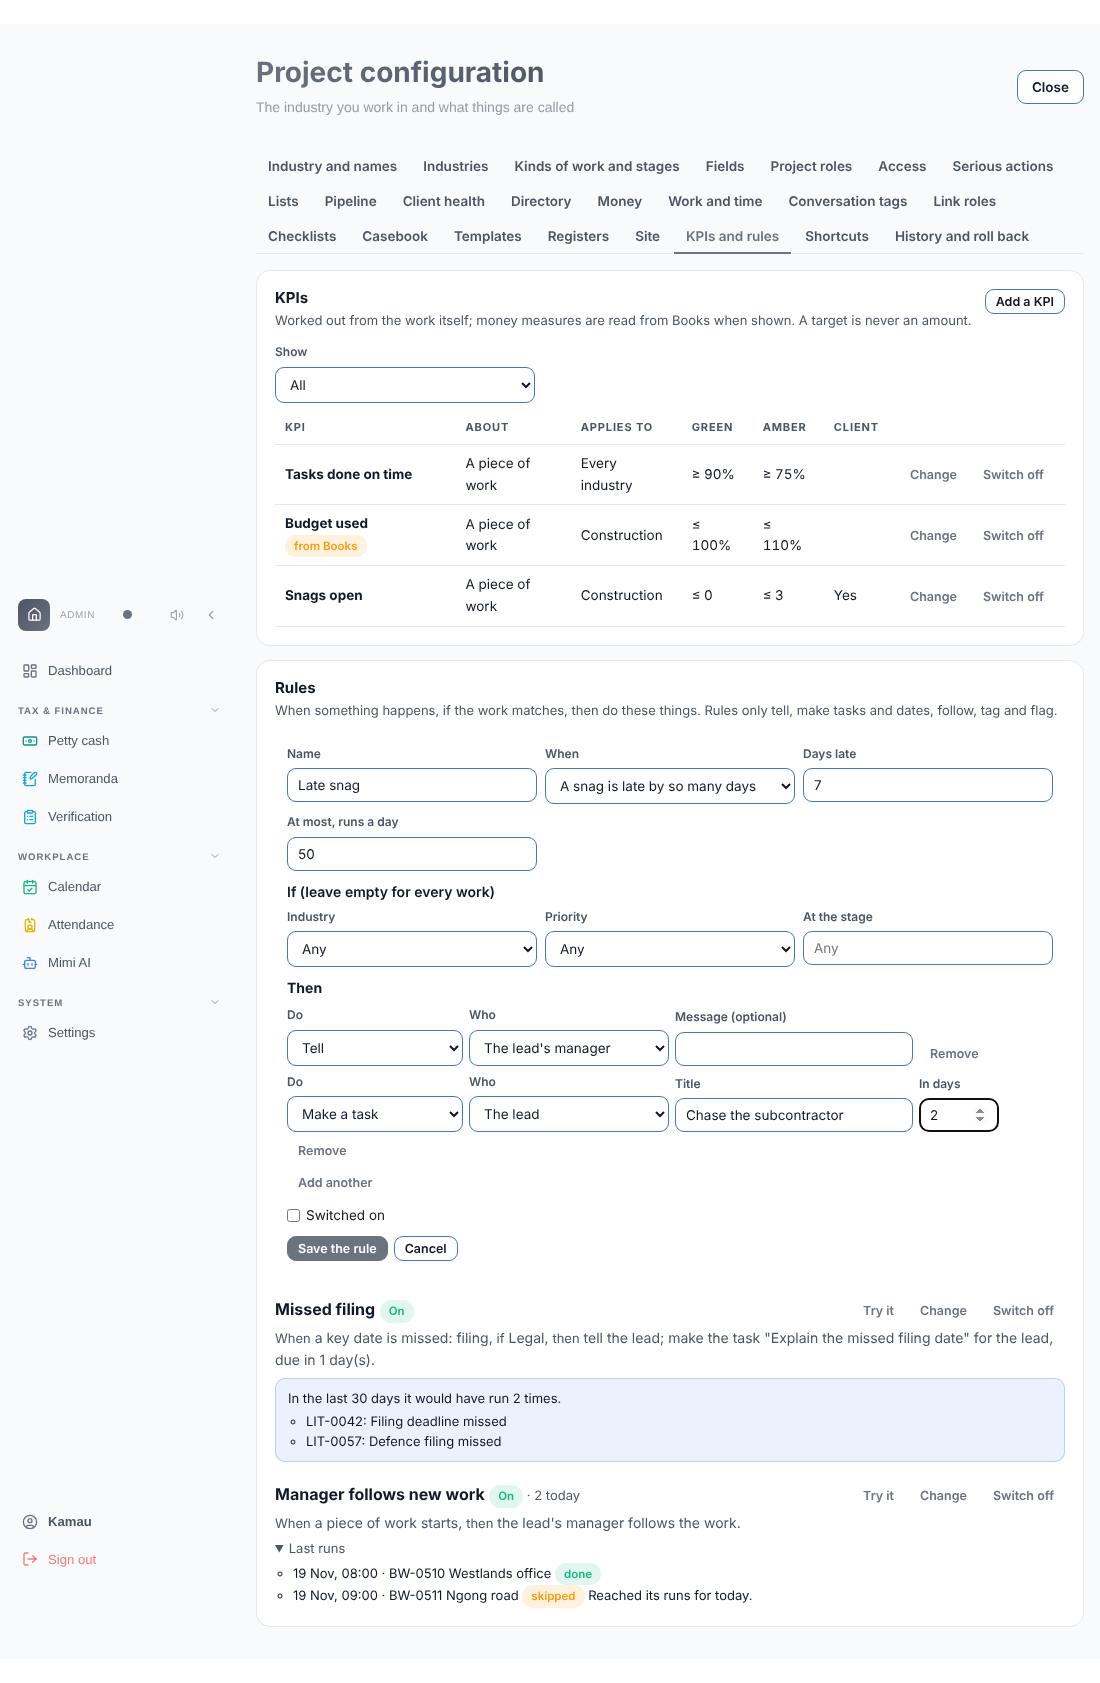 Project configuration
The industry you work in and what things are called
Close
Industry and names Industries Kinds of work and stages Fields Project roles Access Serious actions
Lists Pipeline Client health Directory Money Work and time Conversation tags Link roles
Checklists Casebook Templates Registers Site KPIs and rules Shortcuts History and roll back
KPIs
Add a KPI
Worked out from the work itself; money measures are read from Books when shown. A target is never an amount.
Show
All
KPI ABOUT APPLIES TO GREEN AMBER CLIENT
Tasks done on time A piece of work Every industry ≥ 90% ≥ 75% Change Switch off
Budget used from Books A piece of work Construction ≤ 100% ≤ 110% Change Switch off
Snags open A piece of work Construction ≤ 0 ≤ 3 Yes Change Switch off
ADMIN
Dashboard
TAX & FINANCE
Petty cash
Memoranda
Verification
WORKPLACE
Calendar
Attendance
Mimi AI
SYSTEM
Settings
Kamau
Sign out
Rules
When something happens, if the work matches, then do these things. Rules only tell, make tasks and dates, follow, tag and flag.
Name When Days late
Late snag A snag is late by so many days 7
At most, runs a day
50
If (leave empty for every work)
Industry Priority At the stage
Any Any Any
Then
Do Who Message (optional)
Tell The lead's manager Remove
Do Who Title In days
Make a task The lead Chase the subcontractor 2
Remove
Add another
Switched on
Save the rule Cancel
Missed filing On Try it Change Switch off
When a key date is missed: filing, if Legal, then tell the lead; make the task "Explain the missed filing date" for the lead,
due in 1 day(s).
In the last 30 days it would have run 2 times.
LIT-0042: Filing deadline missed
LIT-0057: Defence filing missed
Manager follows new work On · 2 today Try it Change Switch off
When a piece of work starts, then the lead's manager follows the work.
Last runs
19 Nov, 08:00 · BW-0510 Westlands office done
19 Nov, 09:00 · BW-0511 Ngong road skipped Reached its runs for today.